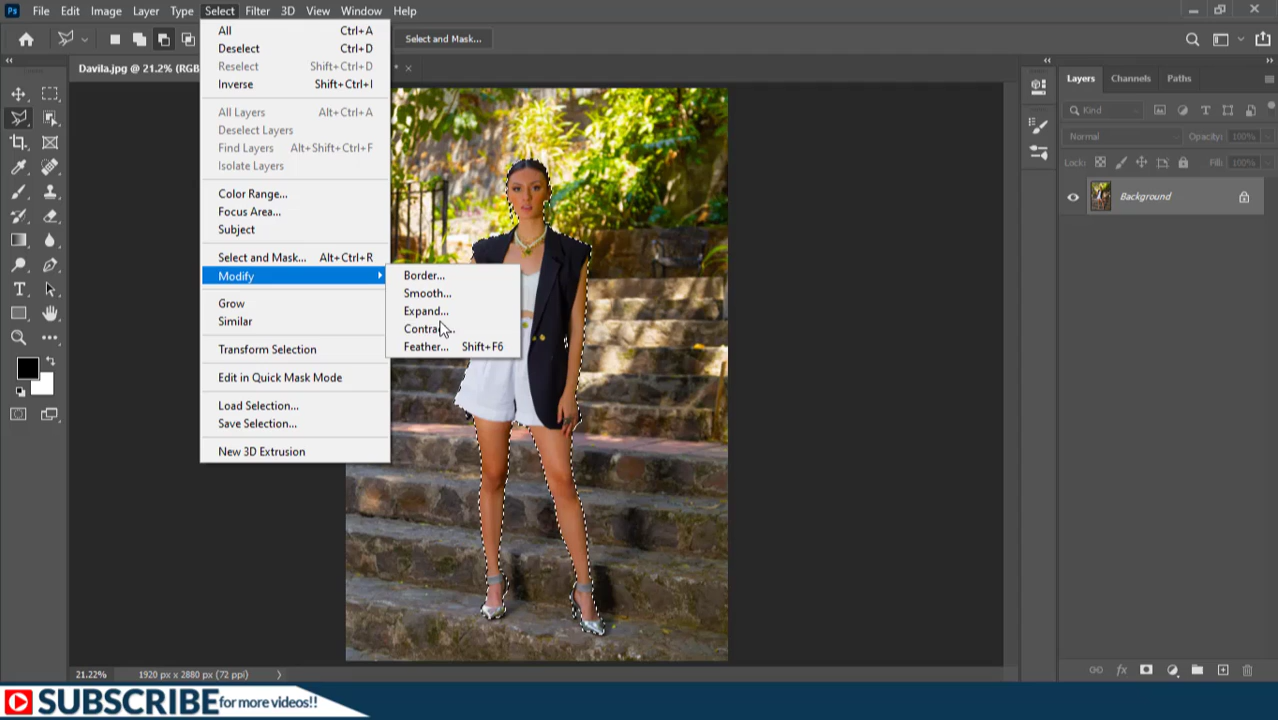 Ps File Edit Image Layer Type Select Filter 3D View Window Help
Select and Mask...
Davila.jpg @ 21.2% (RGB * ×
All Ctrl+A
Deselect Ctrl+D
Reselect Shift+Ctrl+D
Inverse Shift+Ctrl+I
All Layers Alt+Ctrl+A
Deselect Layers
Find Layers Alt+Shift+Ctrl+F
Isolate Layers
Color Range...
Focus Area...
Subject
Select and Mask... Alt+Ctrl+R
Modify
Grow
Similar
Transform Selection
Edit in Quick Mask Mode
Load Selection...
Save Selection...
New 3D Extrusion
Border...
Smooth...
Expand...
Contract...
Feather... Shift+F6
Layers Channels Paths
Kind
Normal Opacity: 100%
Lock: Fill: 100%
Background
21.22% 1920 px x 2880 px (72 ppi)
SUBSCRIBE for more videos!!